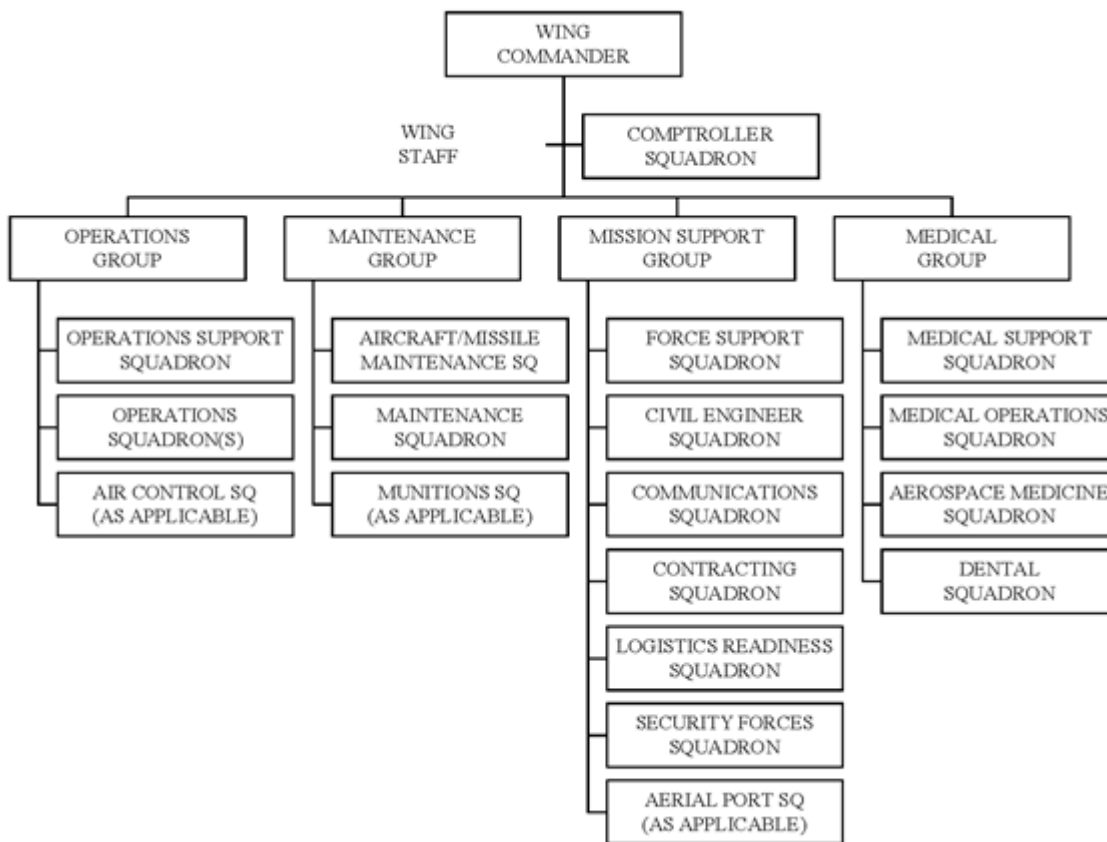 WING
COMMANDER
WING
STAFF
COMPTROLLER
SQUADRON
OPERATIONS
GROUP
MAINTENANCE
GROUP
MISSION SUPPORT
GROUP
MEDICAL
GROUP
OPERATIONS SUPPORT
SQUADRON
OPERATIONS
SQUADRON(S)
AIR CONTROL SQ
(AS APPLICABLE)
AIRCRAFT/MISSILE
MAINTENANCE SQ
MAINTENANCE
SQUADRON
MUNITIONS SQ
(AS APPLICABLE)
FORCE SUPPORT
SQUADRON
CIVIL ENGINEER
SQUADRON
COMMUNICATIONS
SQUADRON
CONTRACTING
SQUADRON
LOGISTICS READINESS
SQUADRON
SECURITY FORCES
SQUADRON
AERIAL PORT SQ
(AS APPLICABLE)
MEDICAL SUPPORT
SQUADRON
MEDICAL OPERATIONS
SQUADRON
AEROSPACE MEDICINE
SQUADRON
DENTAL
SQUADRON